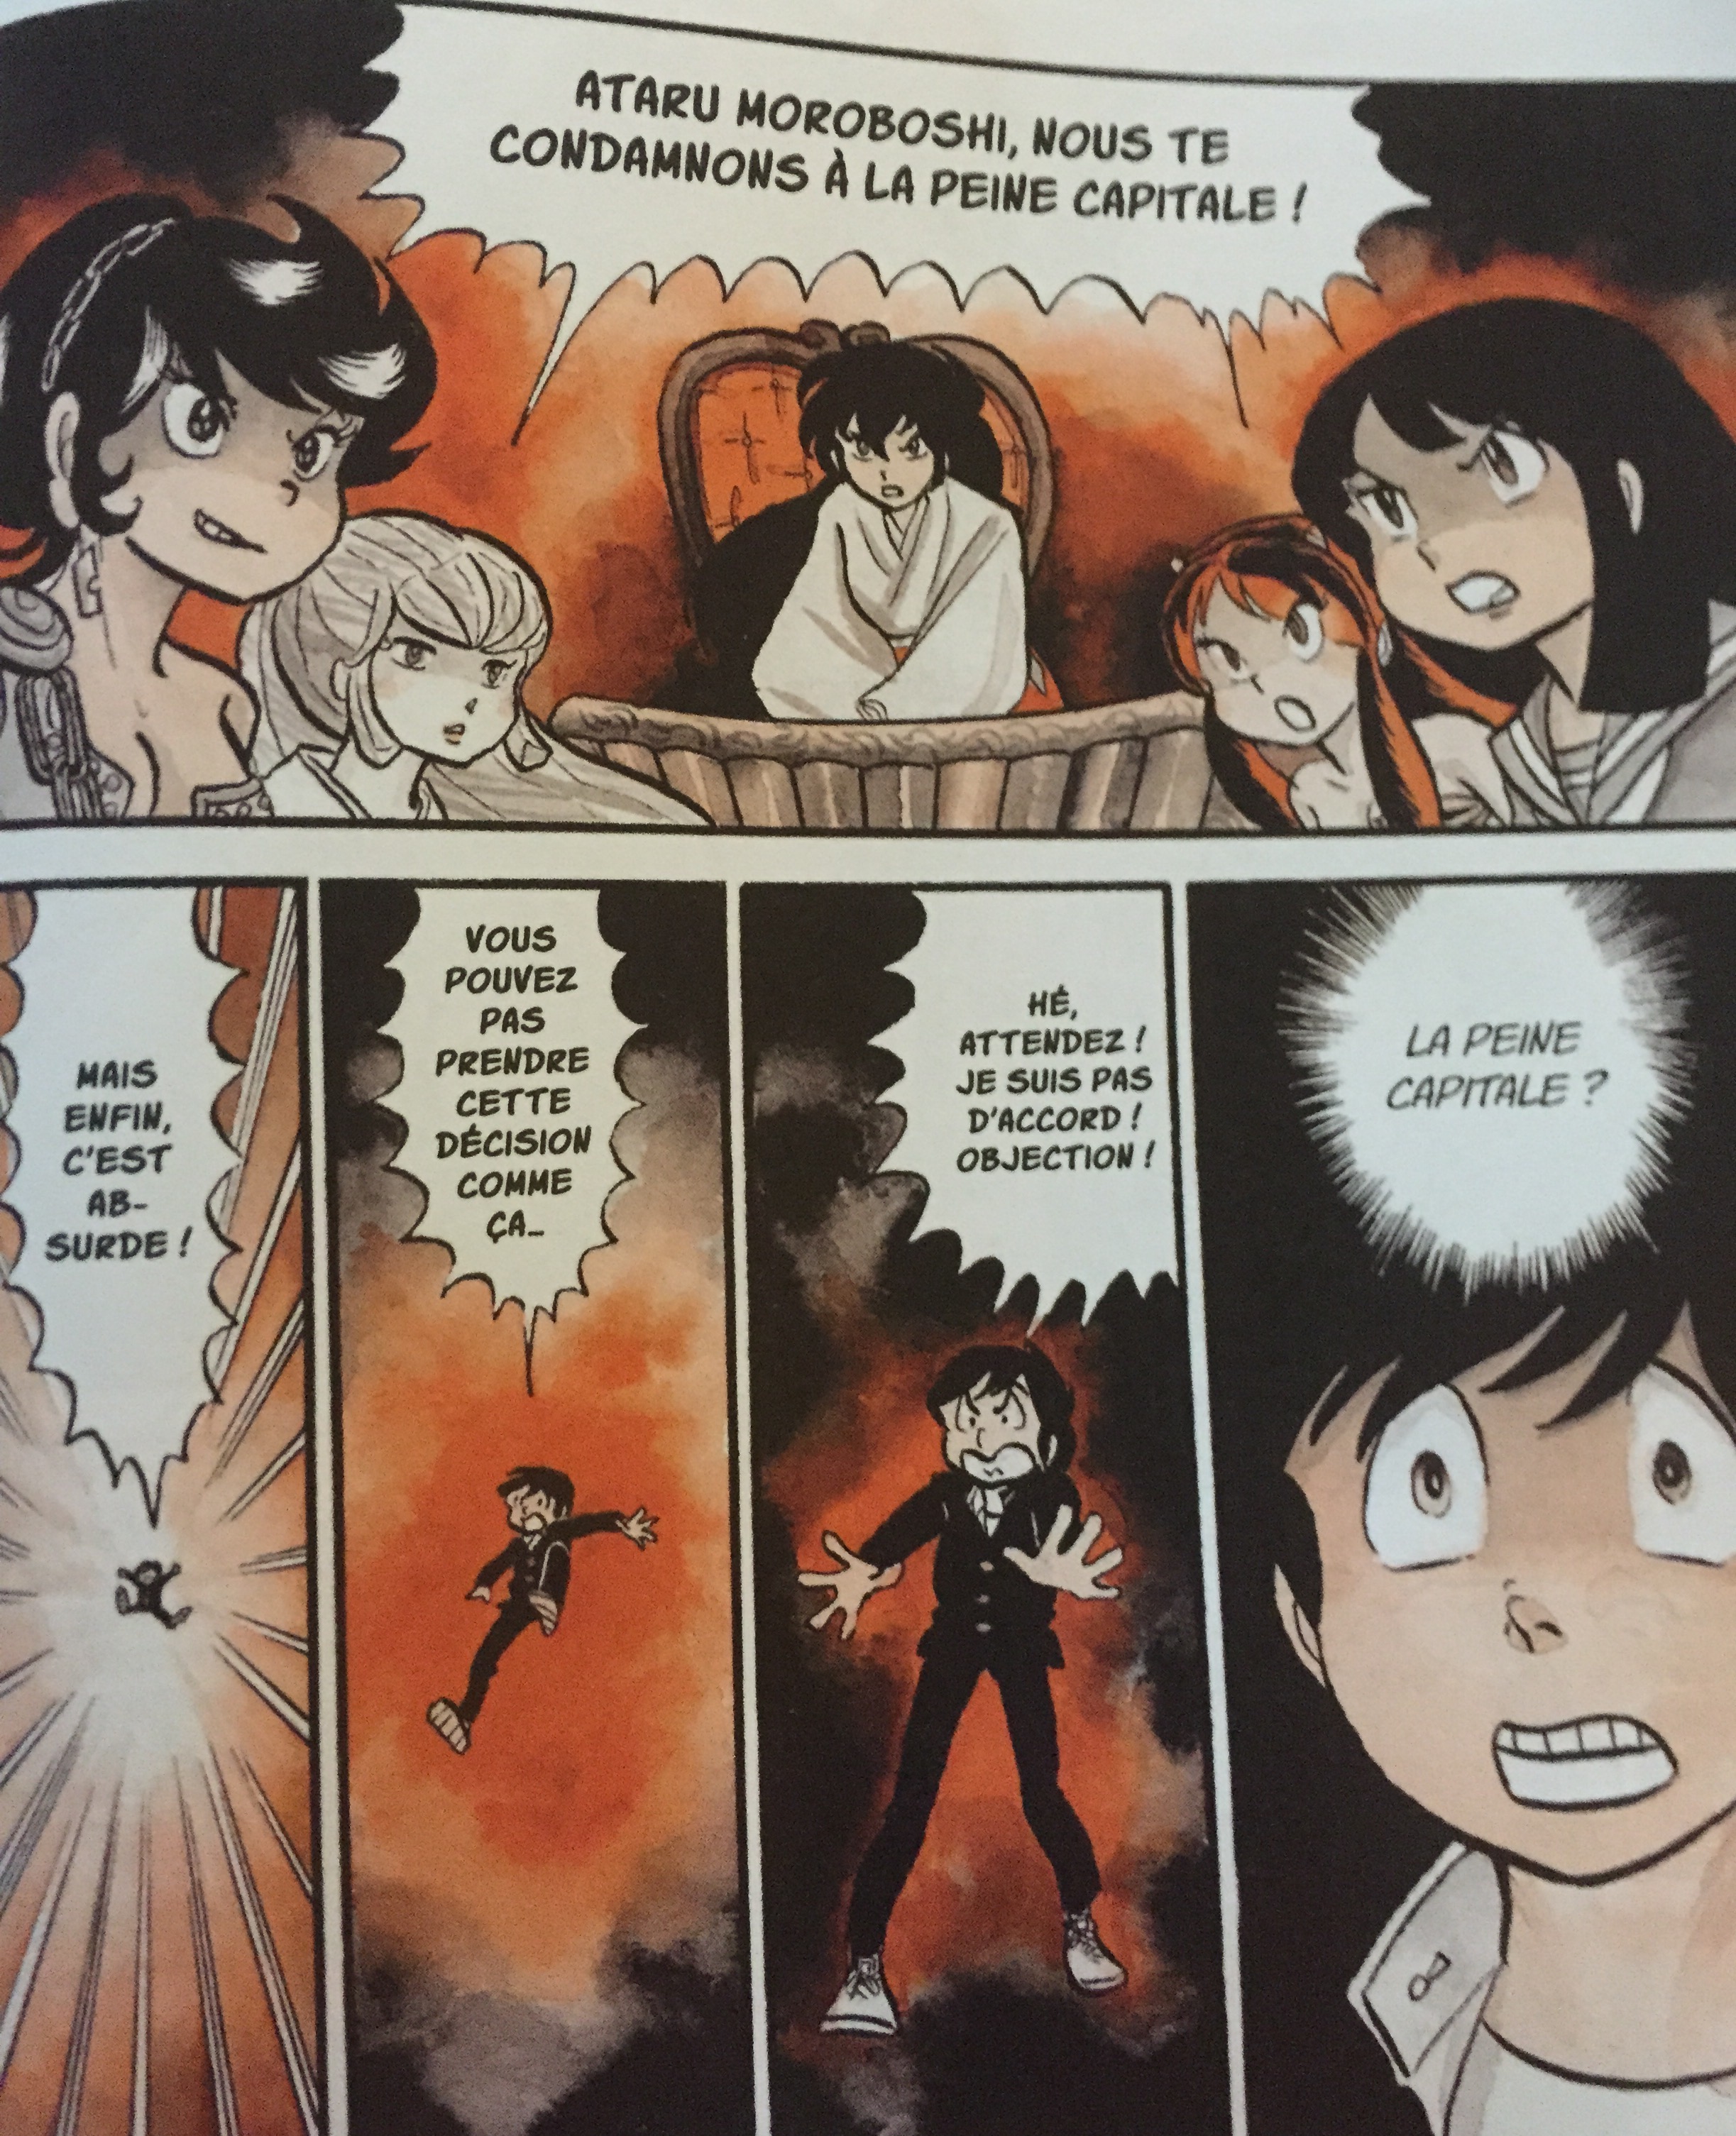 ATARU MOROBOSHI, NOUS TE
CONDAMNONS À LA PEINE CAPITALE !
LA PEINE
CAPITALE ?
HÉ,
ATTENDEZ !
JE SUIS PAS
D'ACCORD !
OBJECTION !
VOUS
POUVEZ
PAS
PRENDRE
CETTE
DÉCISION
COMME
ÇA...
MAIS
ENFIN,
C'EST
AB-
SURDE !